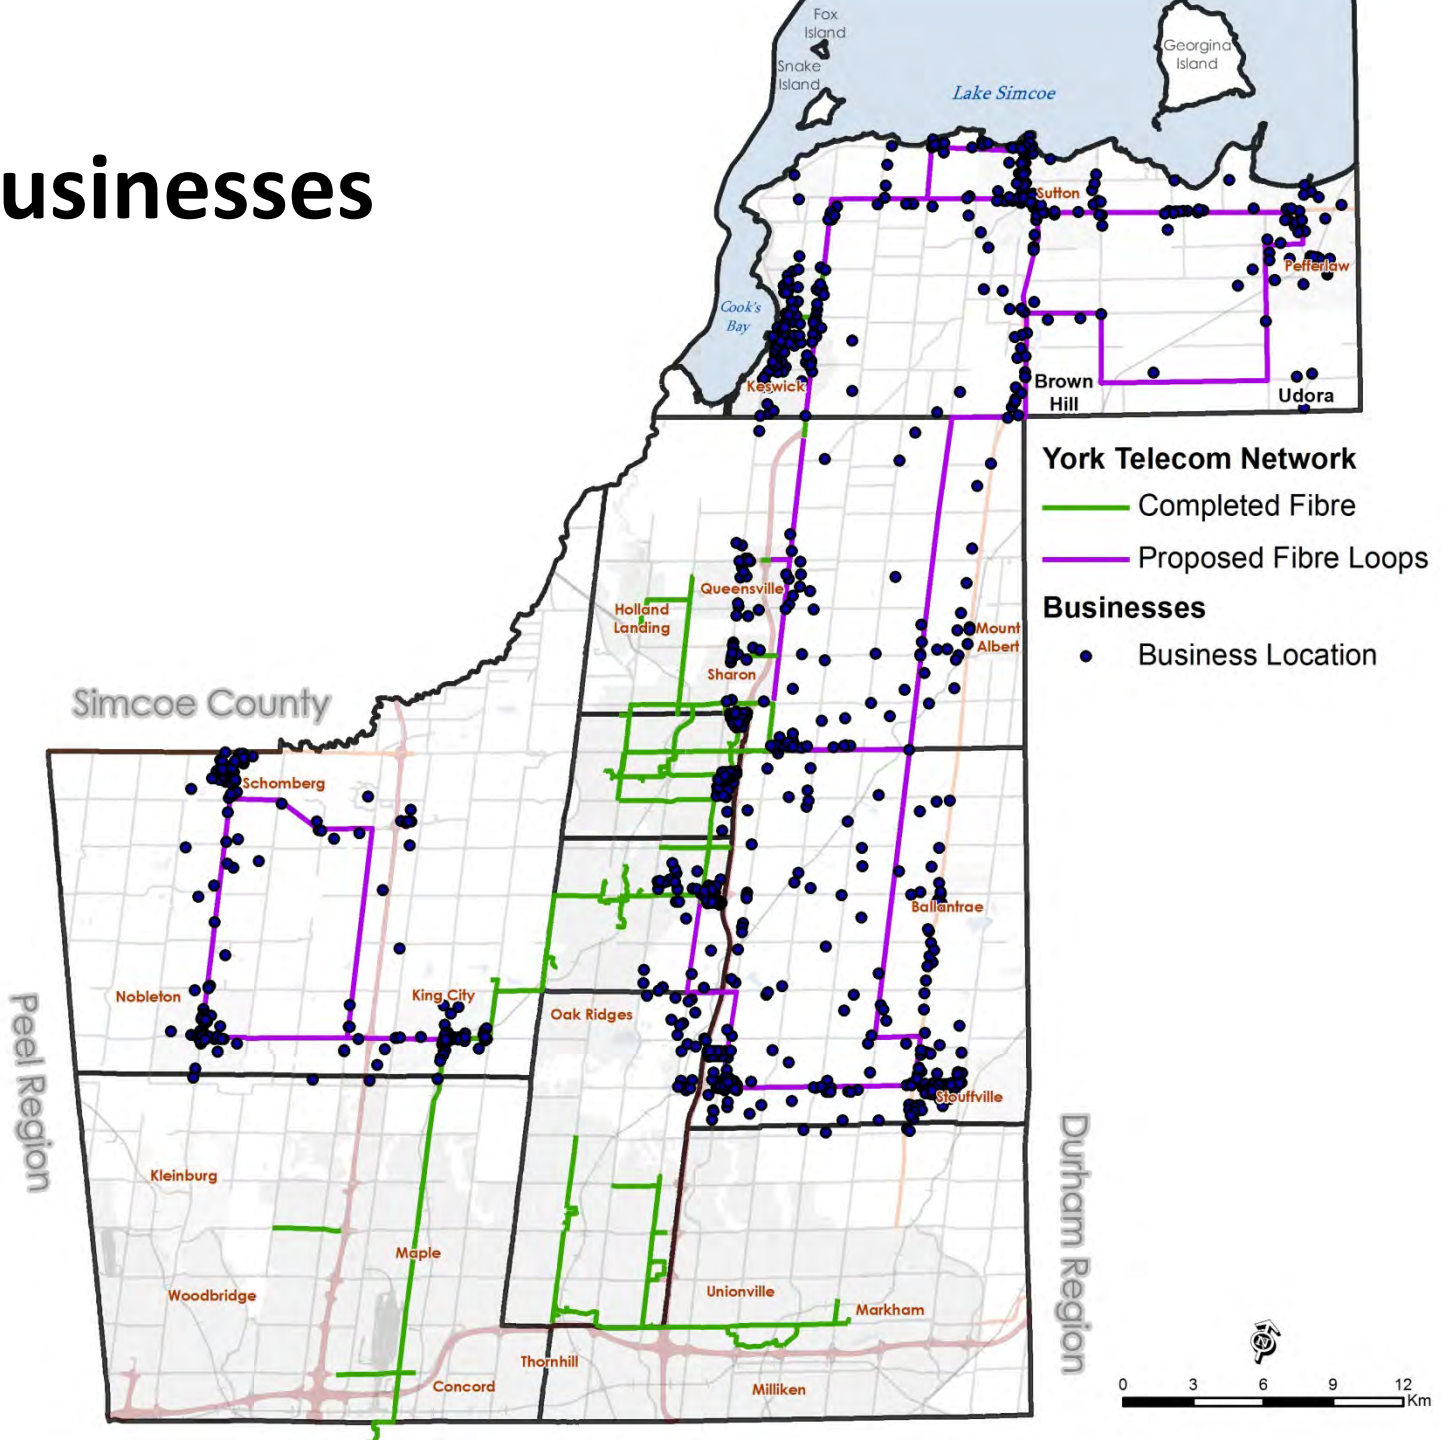 usinesses
Fox
Island
Snake
Island
Georgina
Island
Lake Simcoe
Sutton
Pefferlaw
Cook's
Bay
Keswick
Brown
Hill
Udora
York Telecom Network
Completed Fibre
Proposed Fibre Loops
Businesses
Business Location
Queensville
Holland
Landing
Mount
Albert
Sharon
Simcoe County
Schomberg
Ballantrae
Nobleton
King City
Oak Ridges
Peel Region
Stouffville
Durham Region
Kleinburg
Maple
Woodbridge
Unionville
Markham
Thornhill
Concord
Milliken
0 3 6 9 12
Km